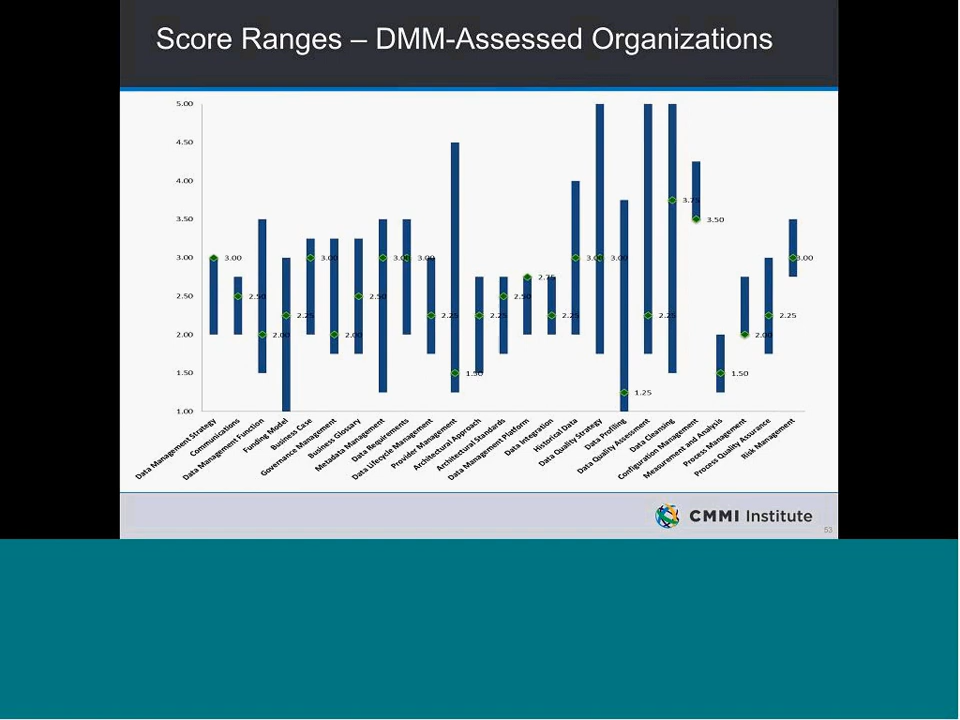 Score Ranges – DMM-Assessed Organizations
5.00
4.50
4.00
3.50
3.00
2.50
2.00
1.50
1.00
3.00
2.50
2.00
2.25
3.00
2.00
2.50
3.00
3.00
2.25
1.50
2.25
2.50
2.75
2.25
3.00
3.00
1.25
2.25
3.75
3.50
1.50
2.00
2.25
3.00
Data Management Strategy
Communications
Data Management Function
Funding Model
Business Case
Governance Management
Business Glossary
Metadata Management
Data Requirements
Data Lifecycle Management
Provider Management
Architectural Approach
Architectural Standards
Data Management Platform
Data Integration
Historical Data
Data Quality Strategy
Data Profiling
Data Quality Assessment
Data Cleansing
Configuration Management
Measurement and Analysis
Process Management
Process Quality Assurance
Risk Management
CMMI Institute
53